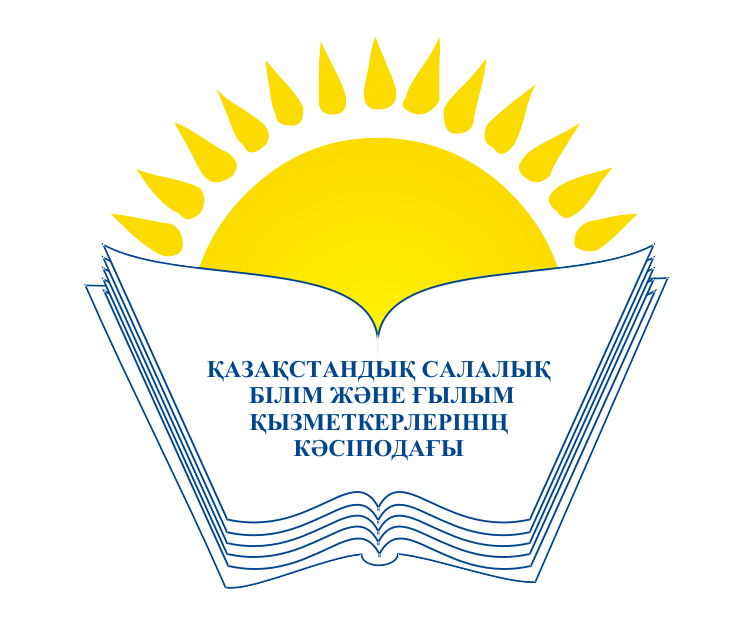 ҚАЗАҚСТАНДЫҚ САЛАЛЫҚ
БІЛІМ ЖӘНЕ ҒЫЛЫМ
ҚЫЗМЕТКЕРЛЕРІНІҢ
КӘСІПОДАҒЫ